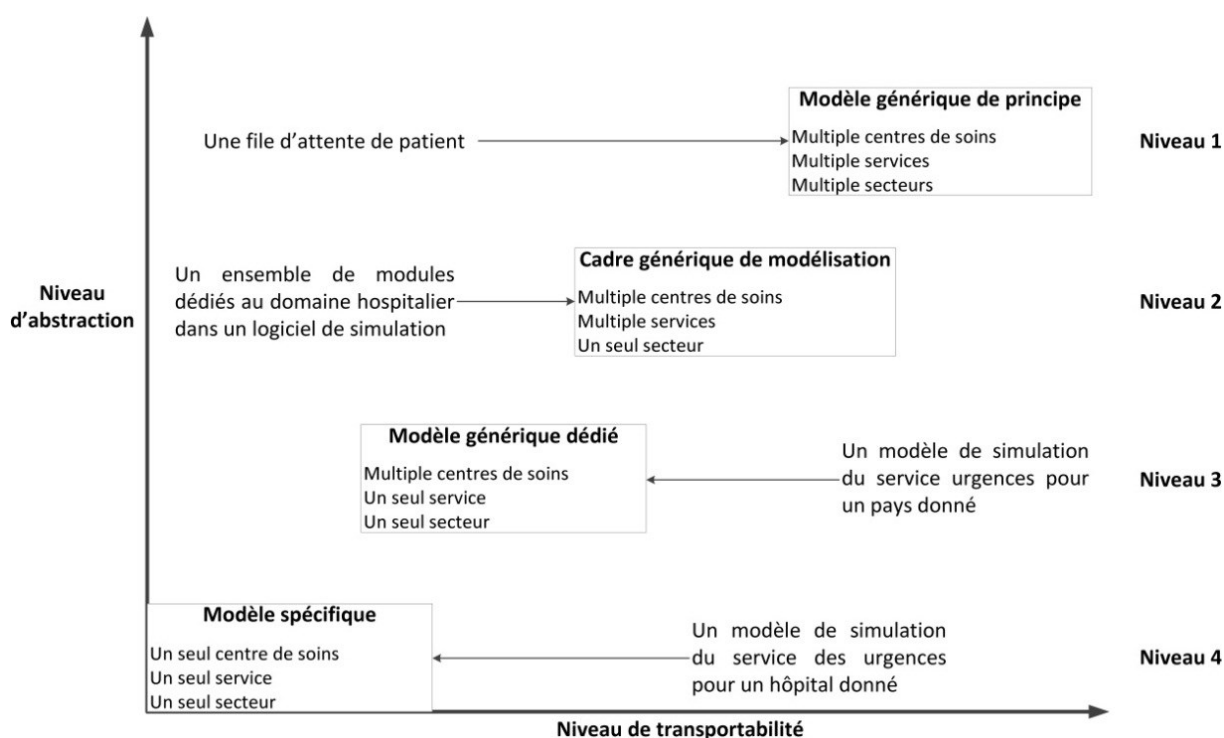 Modèle générique de principe
Une file d'attente de patient
Multiple centres de soins
Multiple services
Multiple secteurs
Niveau 1
Niveau
d'abstraction
Un ensemble de modules
dédiés au domaine hospitalier
dans un logiciel de simulation
Cadre générique de modélisation
Multiple centres de soins
Multiple services
Un seul secteur
Niveau 2
Modèle générique dédié
Multiple centres de soins
Un seul service
Un seul secteur
Un modèle de simulation
du service urgences pour
un pays donné
Niveau 3
Modèle spécifique
Un seul centre de soins
Un seul service
Un seul secteur
Un modèle de simulation
du service des urgences
pour un hôpital donné
Niveau 4
Niveau de transportabilité